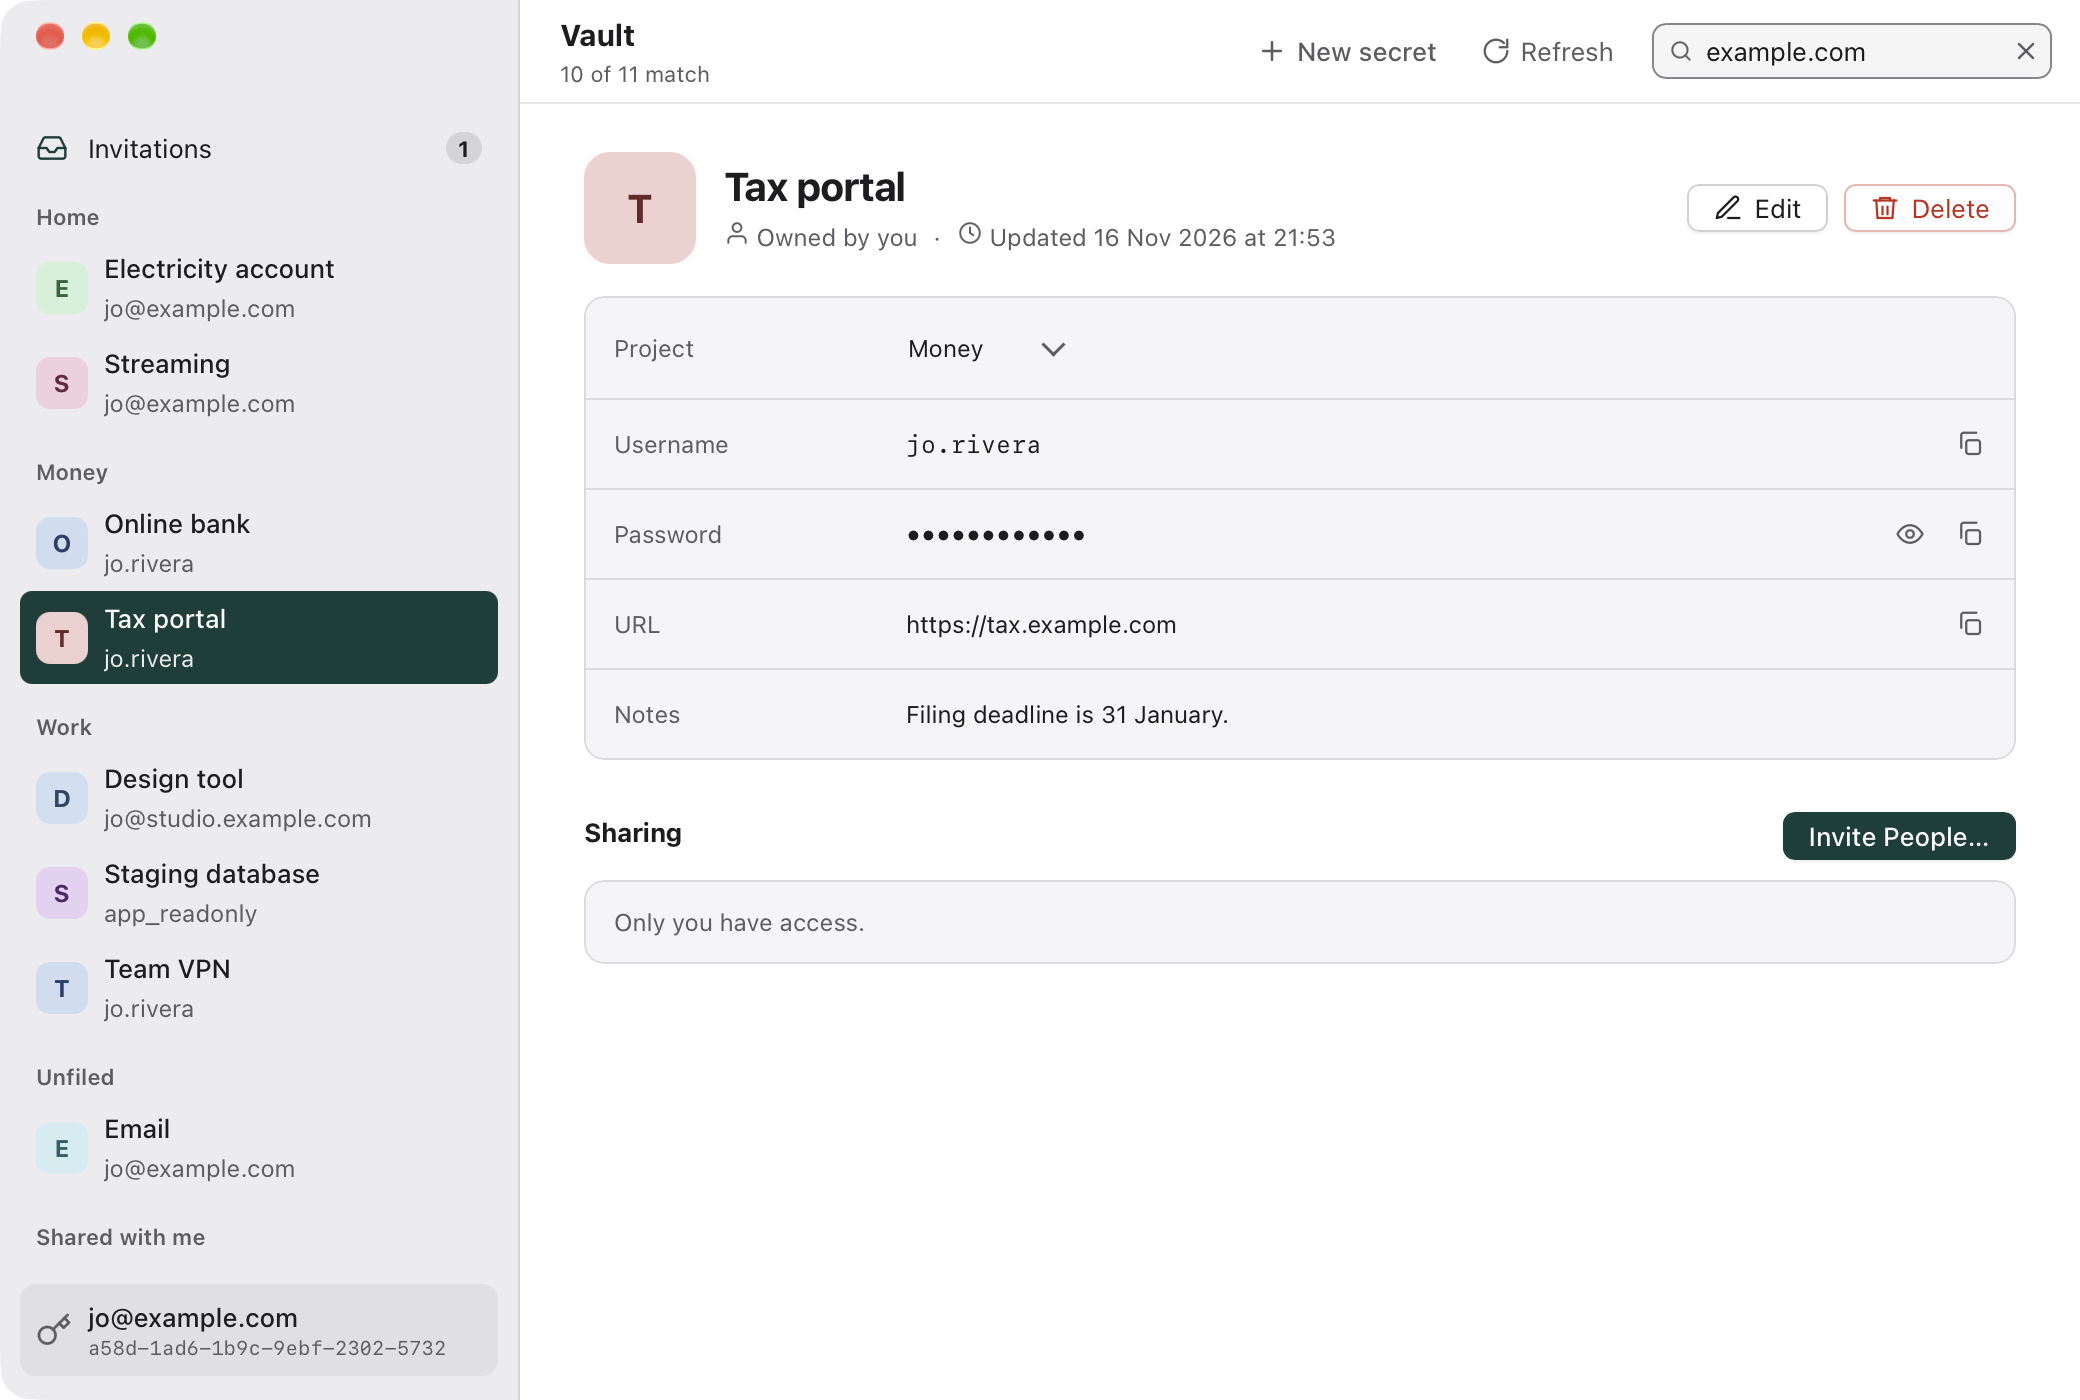 Invitations
1
Home
E
Electricity account
jo@example.com
S
Streaming
jo@example.com
Money
O
Online bank
jo.rivera
T
Tax portal
jo.rivera
Work
D
Design tool
jo@studio.example.com
S
Staging database
app_readonly
T
Team VPN
jo.rivera
Unfiled
E
Email
jo@example.com
Shared with me
jo@example.com
a58d-1ad6-1b9c-9ebf-2302-5732
Vault
10 of 11 match
New secret
Refresh
example.com
T
Tax portal
Owned by you · Updated 16 Nov 2026 at 21:53
Edit
Delete
Project
Money
Username
jo.rivera
Password
••••••••••••
URL
https://tax.example.com
Notes
Filing deadline is 31 January.
Sharing
Invite People...
Only you have access.